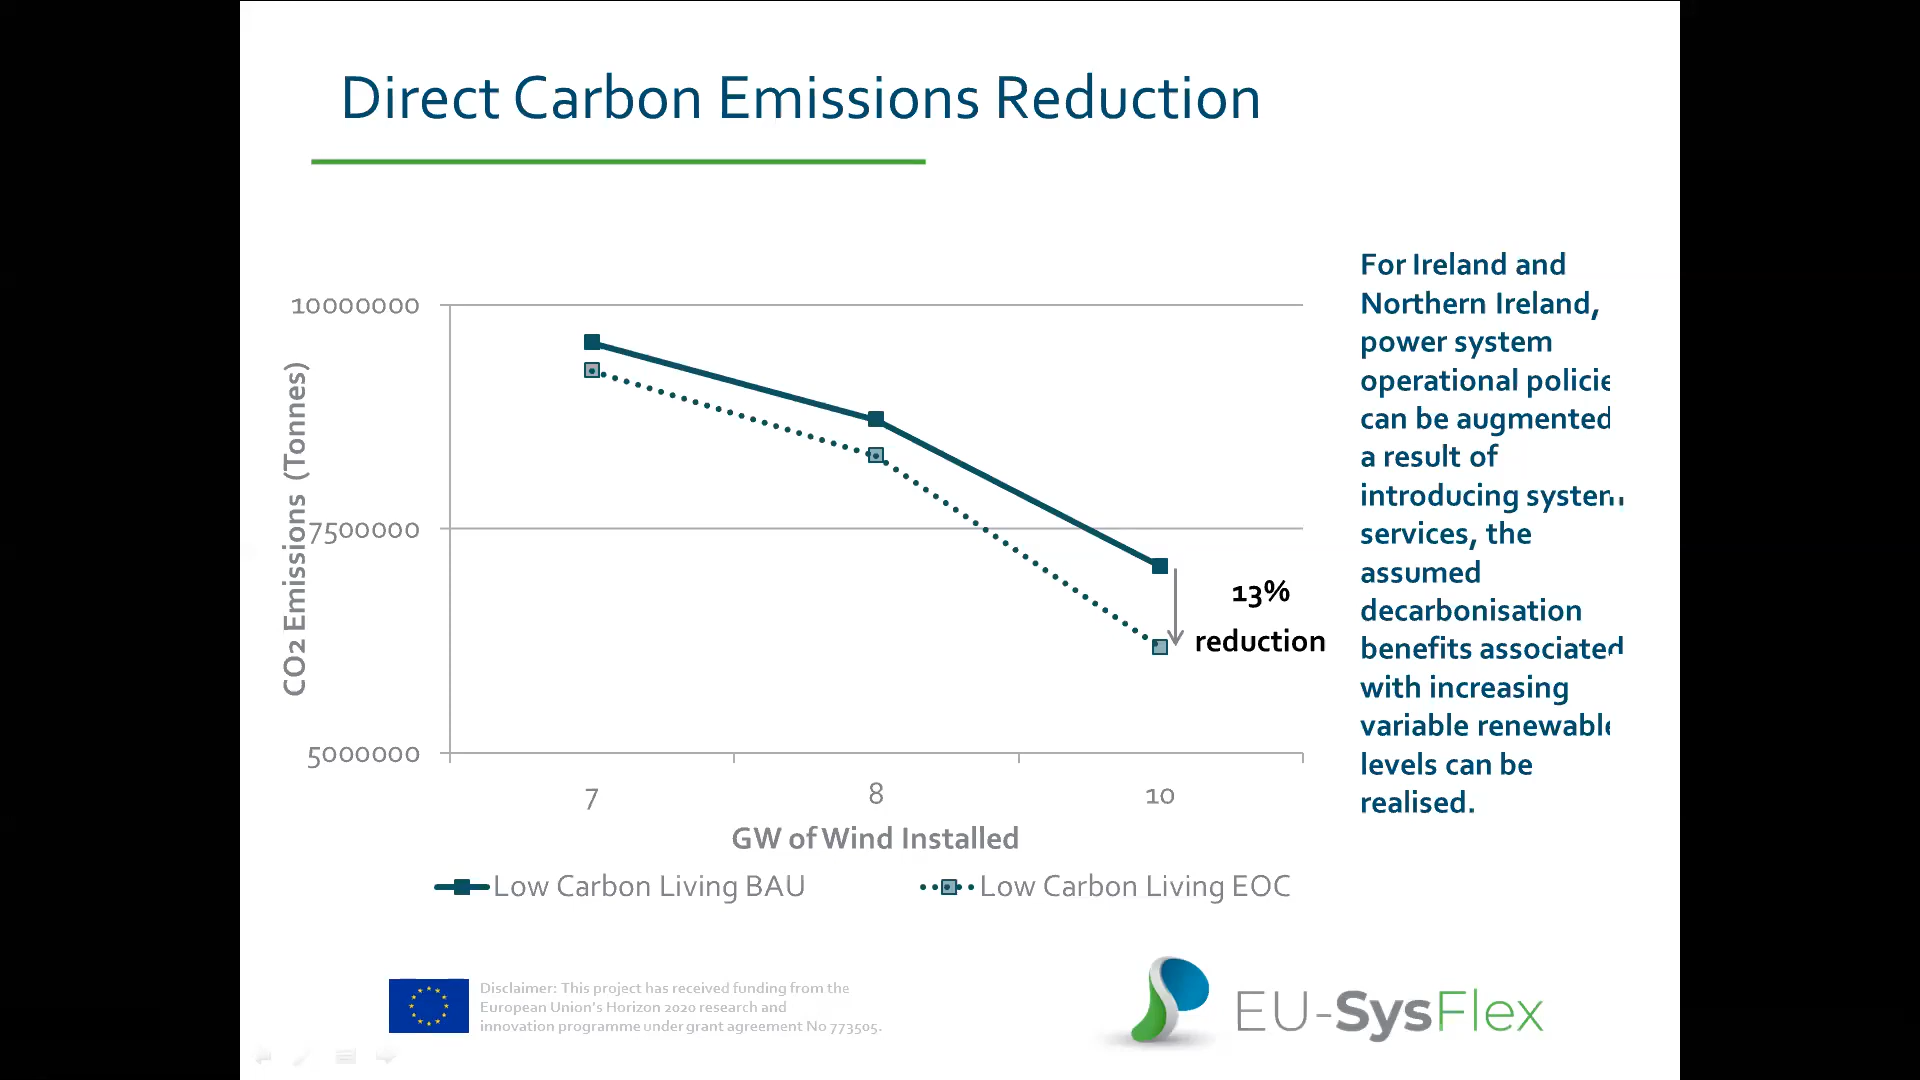 Direct Carbon Emissions Reduction
For Ireland and
Northern Ireland,
power system
operational policie
can be augmented
a result of
introducing system
services, the
assumed
decarbonisation
benefits associated
with increasing
variable renewable
levels can be
realised.
10000000
7500000
5000000
CO2 Emissions (Tonnes)
13%
reduction
7 8 10
GW of Wind Installed
Low Carbon Living BAU Low Carbon Living EOC
Disclaimer: This project has received funding from the
European Union's Horizon 2020 research and
innovation programme under grant agreement No 773505.
EU-SysFlex